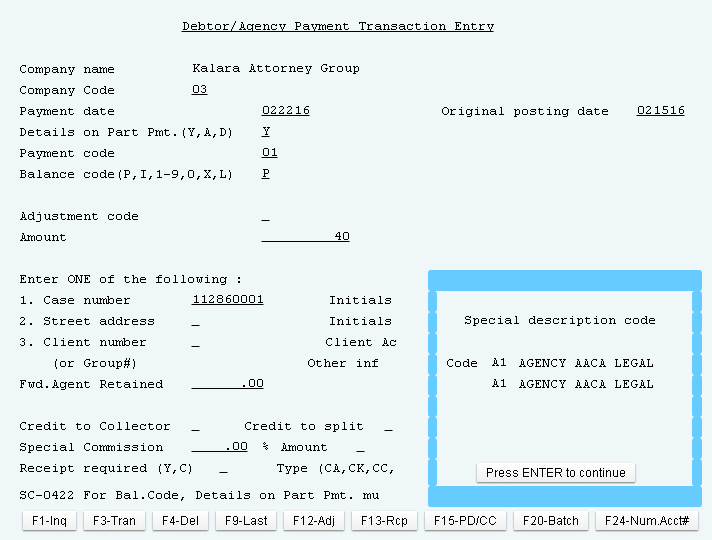 Debtor/Agency Payment Transaction Entry
Company name Kalara Attorney Group
Company Code 03
Payment date 022216 Original posting date 021516
Details on Part Pmt.(Y,A,D) Y
Payment code 01
Balance code(P,I,1-9,O,X,L) P
Adjustment code _
Amount 40
Enter ONE of the following :
1. Case number 112860001 Initials
2. Street address _ Initials
3. Client number _ Client Ac
(or Group#) Other inf
Fwd.Agent Retained .00
Special description code
Code A1 AGENCY AACA LEGAL
A1 AGENCY AACA LEGAL
Press ENTER to continue
Credit to Collector _ Credit to split _
Special Commission .00 % Amount _
Receipt required (Y,C) _ Type (CA,CK,CC,
SC-0422 For Bal.Code, Details on Part Pmt. mu
F1-Inq F3-Tran F4-Del F9-Last F12-Adj F13-Rcp F15-PD/CC F20-Batch F24-Num.Acct#